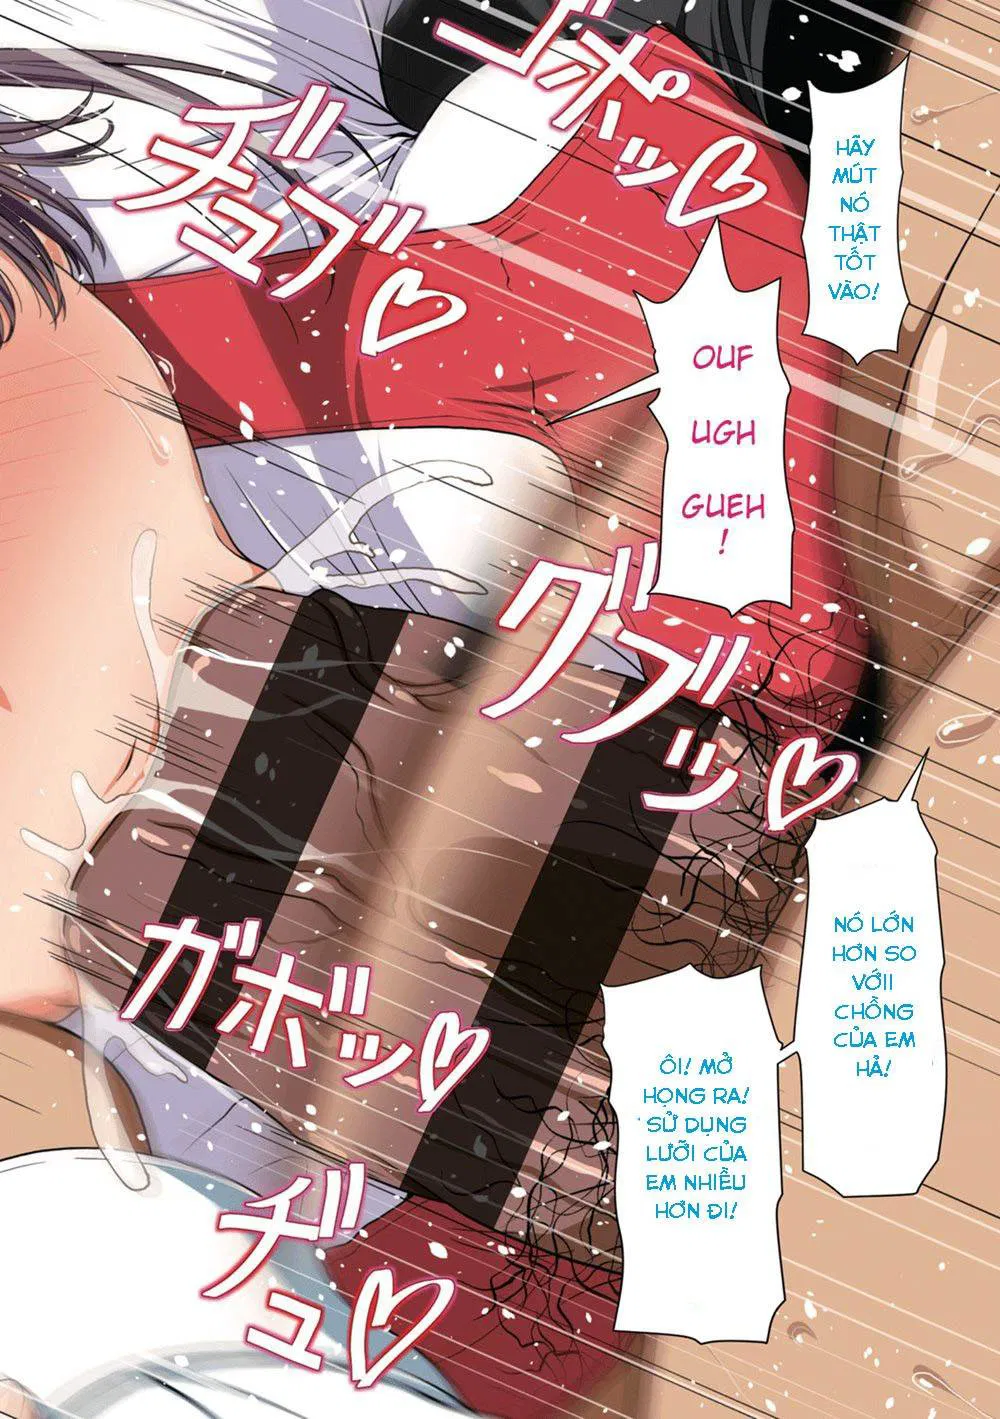 ゴポッ
ヂュブ
HÃY
MÚT
NÓ
THẬT
TỐT
VÀO!
OUF
UGH
GUEH
!
グブッ
NÓ LỚN
HƠN SO
VỚII
CHỒNG
CỦA EM
HẢ!
ガボッ
ÔI! MỞ
HỌNG RA!
SỬ DỤNG
LƯỠI CỦA
EM NHIỀU
HƠN ĐI!
ヂュ